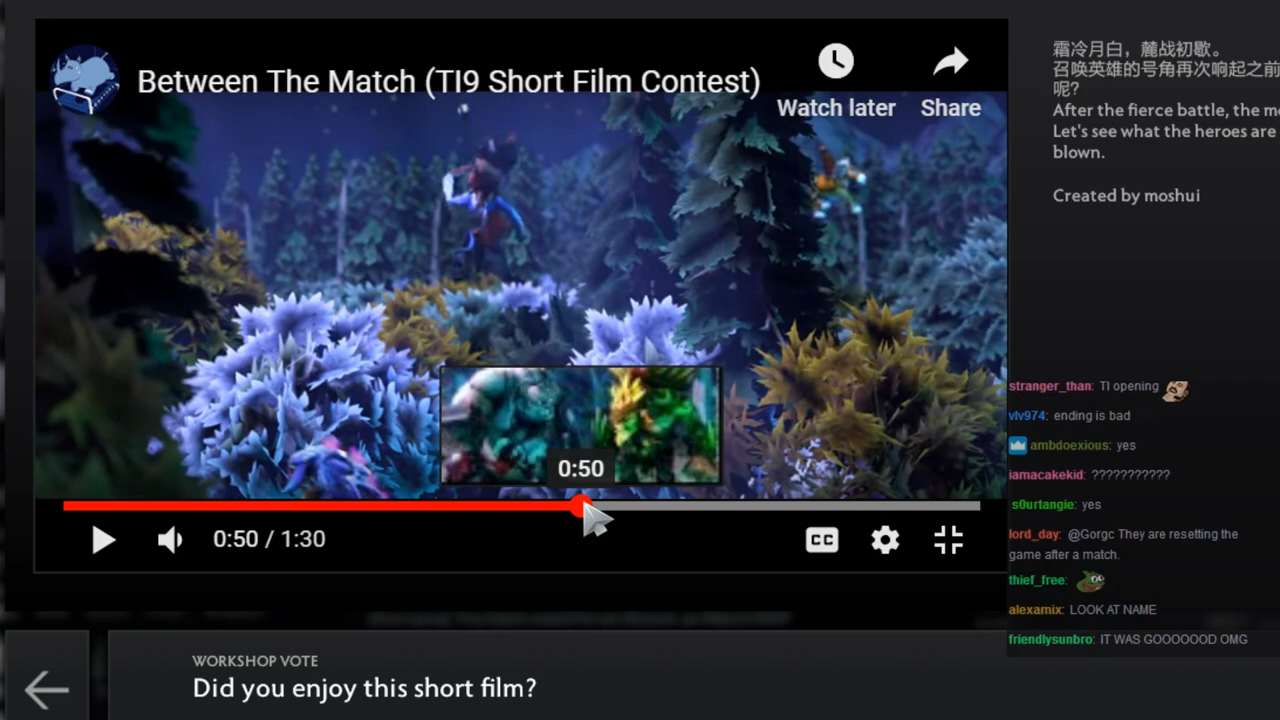 Between The Match (TI9 Short Film Contest)
Watch later
Share
霜冷月白，麓战初歇。
召唤英雄的号角再次响起之前
呢？
After the fierce battle, the m
Let's see what the heroes are
blown.
Created by moshui
stranger_than: TI opening
vlv974: ending is bad
ambdoexious: yes
iamacakekid: ???????????
s0urtangie: yes
lord_day: @Gorgc They are resetting the
game after a match.
thief_free:
alexamix: LOOK AT NAME
friendlysunbro: IT WAS GOOOOOOD OMG
0:50
0:50 / 1:30
CC
WORKSHOP VOTE
Did you enjoy this short film?